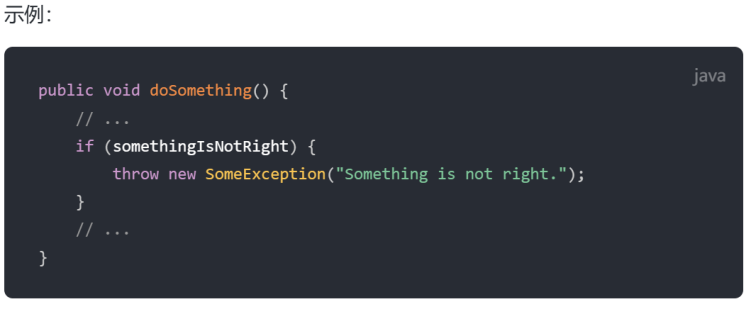 示例：
java
public void doSomething() {
    // ...
    if (somethingIsNotRight) {
        throw new SomeException("Something is not right.");
    }
    // ...
}